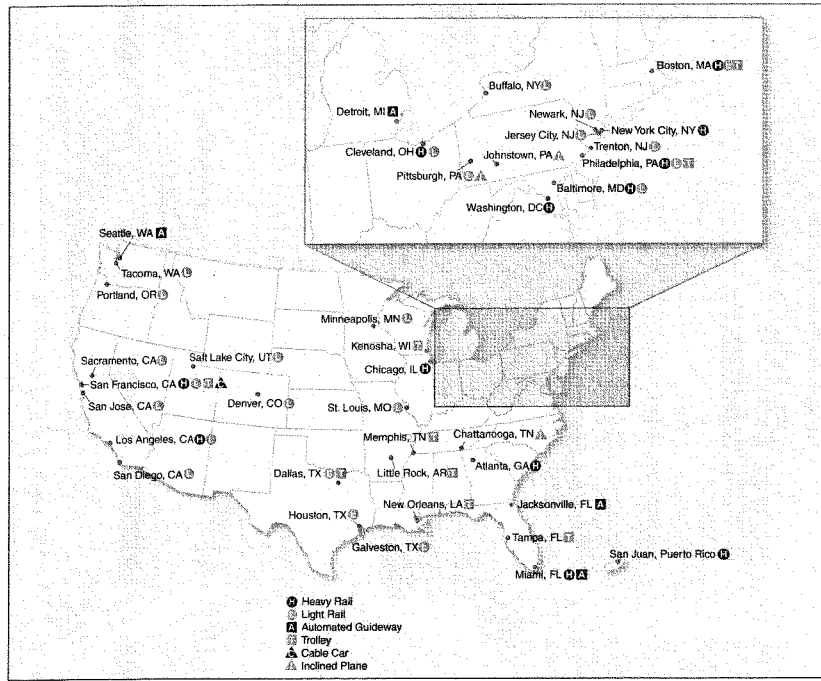 Boston, MA H L T
Buffalo, NY L
Detroit, MI A
Newark, NJ L
New York City, NY H
Jersey City, NJ L
Trenton, NJ L
Cleveland, OH H L
Johnstown, PA
Philadelphia, PA H L T
Pittsburgh, PA L
Baltimore, MD H L
Washington, DC H
Seattle, WA A
Tacoma, WA L
Portland, OR L
Minneapolis, MN L
Kenosha, WI T
Sacramento, CA L
Salt Lake City, UT L
Chicago, IL H
San Francisco, CA H L T C
San Jose, CA L
Denver, CO L
St. Louis, MO L
Memphis, TN T
Chattanooga, TN
Los Angeles, CA H L
Little Rock, AR T
Atlanta, GA H
San Diego, CA L
Dallas, TX L T
New Orleans, LA T
Jacksonville, FL A
Houston, TX L
Tampa, FL T
Galveston, TX L
San Juan, Puerto Rico H
Miami, FL H A
H Heavy Rail
L Light Rail
A Automated Guideway
T Trolley
C Cable Car
Inclined Plane